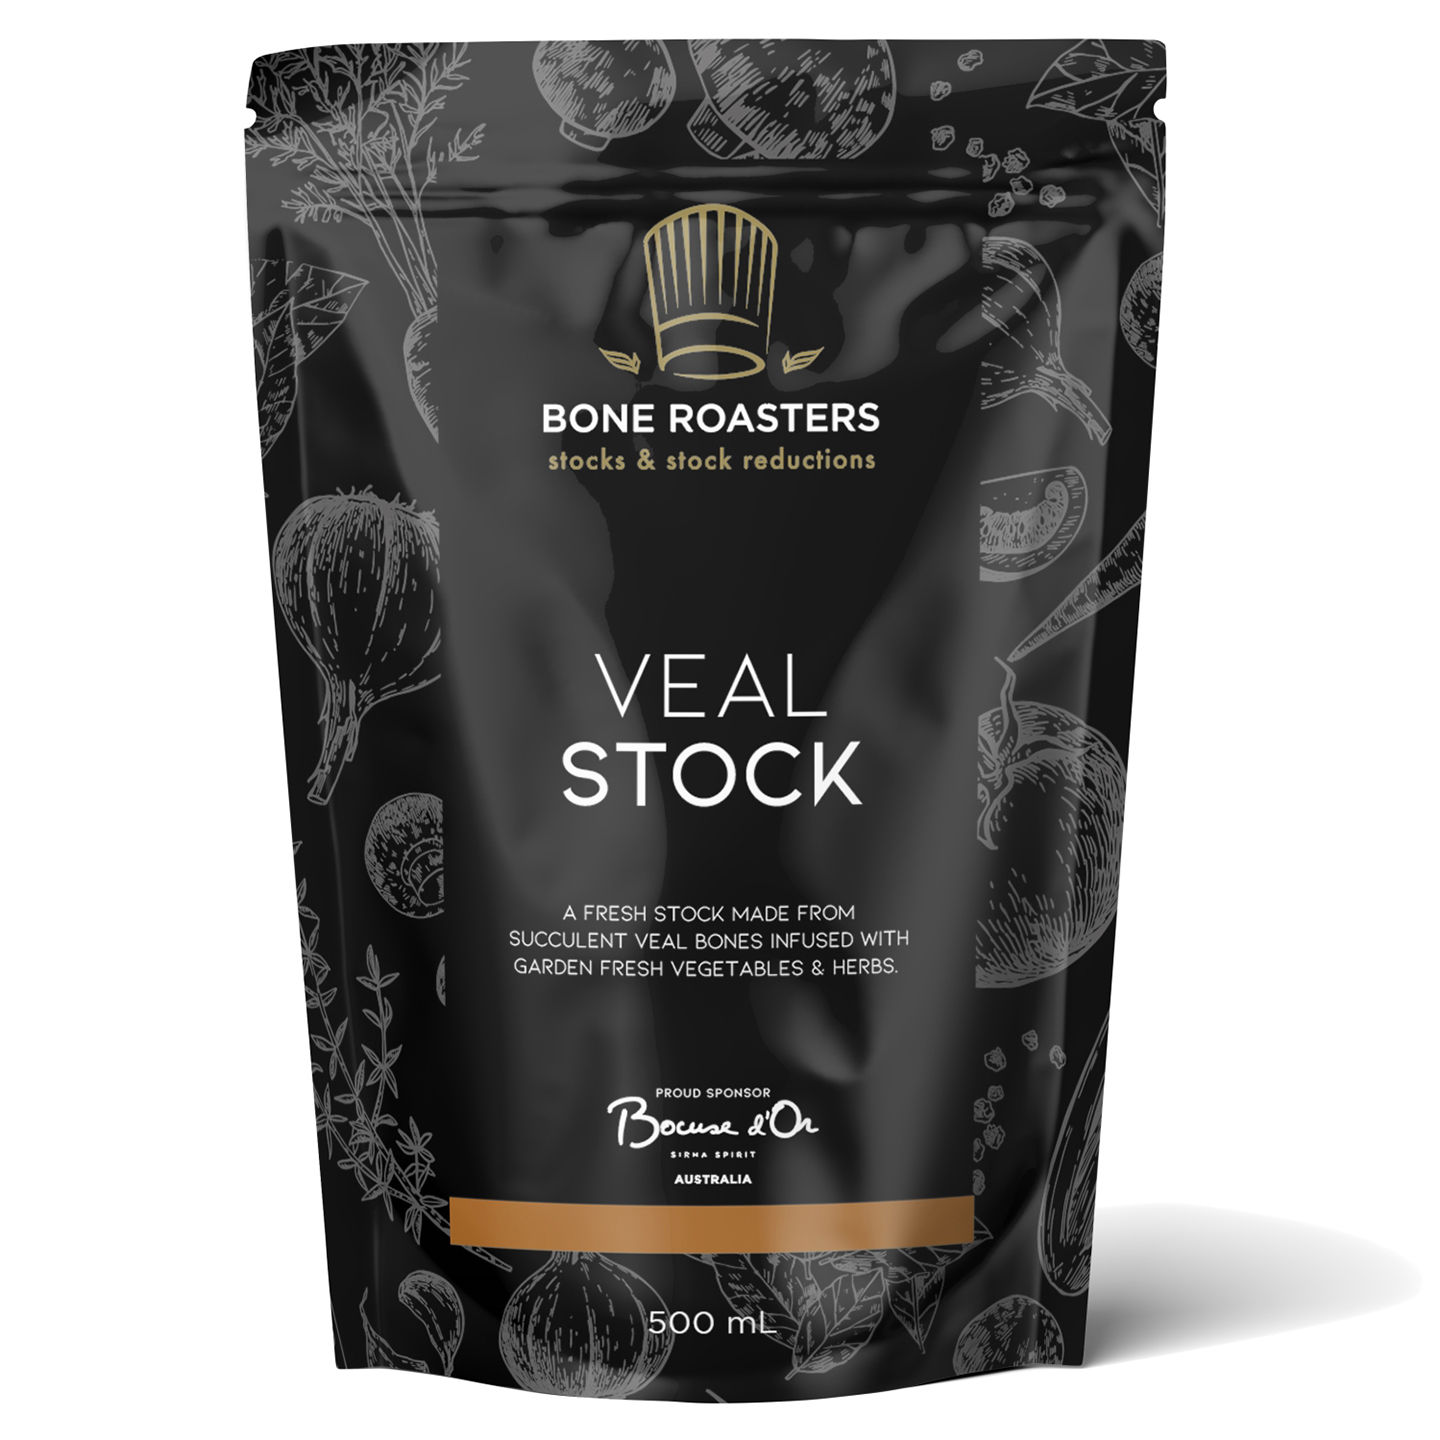 BONE ROASTERS
stocks & stock reductions
VEAL
STOCK
A FRESH STOCK MADE FROM
SUCCULENT VEAL BONES INFUSED WITH
GARDEN FRESH VEGETABLES & HERBS.
PROUD SPONSOR
Bocuse d'Or
SIRHA SPIRIT
AUSTRALIA
500 mL